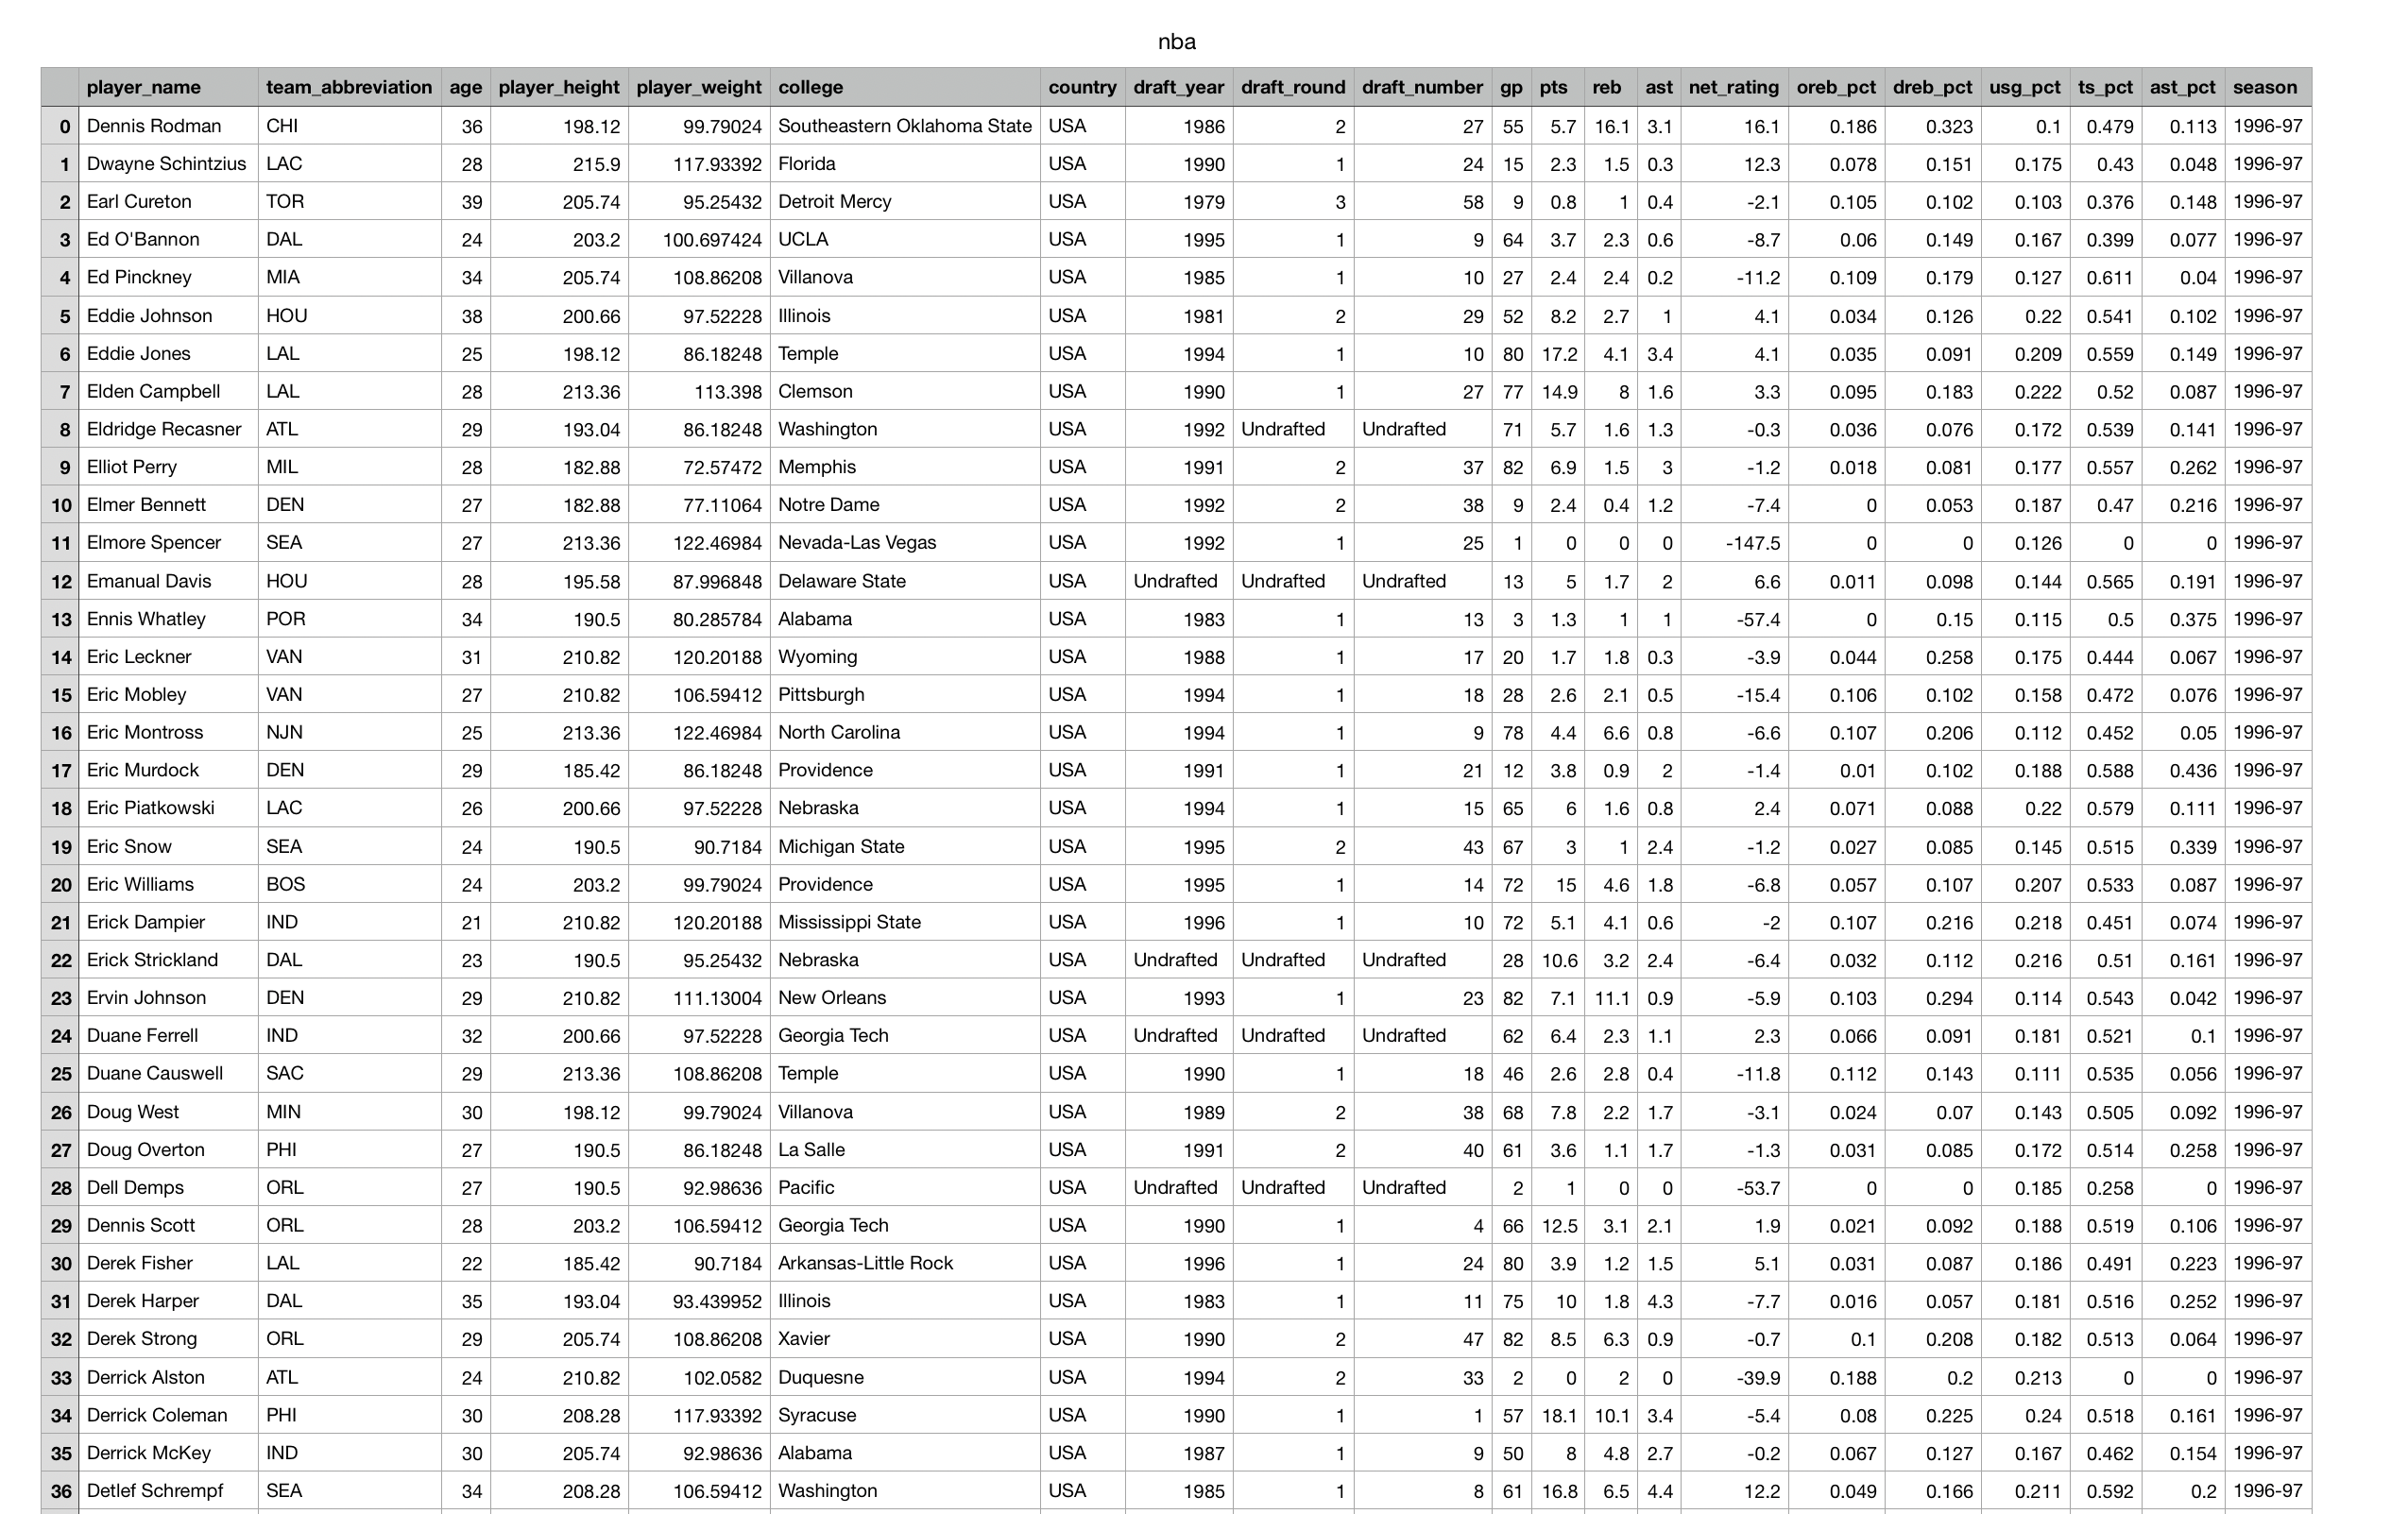 nba
player_name team_abbreviation age player_height player_weight college country draft_year draft_round draft_number gp pts reb ast net_rating oreb_pct dreb_pct usg_pct ts_pct ast_pct season
0 Dennis Rodman CHI 36 198.12 99.79024 Southeastern Oklahoma State USA 1986 2 27 55 5.7 16.1 3.1 16.1 0.186 0.323 0.1 0.479 0.113 1996-97
1 Dwayne Schintzius LAC 28 215.9 117.93392 Florida USA 1990 1 24 15 2.3 1.5 0.3 12.3 0.078 0.151 0.175 0.43 0.048 1996-97
2 Earl Cureton TOR 39 205.74 95.25432 Detroit Mercy USA 1979 3 58 9 0.8 1 0.4 -2.1 0.105 0.102 0.103 0.376 0.148 1996-97
3 Ed O'Bannon DAL 24 203.2 100.697424 UCLA USA 1995 1 9 64 3.7 2.3 0.6 -8.7 0.06 0.149 0.167 0.399 0.077 1996-97
4 Ed Pinckney MIA 34 205.74 108.86208 Villanova USA 1985 1 10 27 2.4 2.4 0.2 -11.2 0.109 0.179 0.127 0.611 0.04 1996-97
5 Eddie Johnson HOU 38 200.66 97.52228 Illinois USA 1981 2 29 52 8.2 2.7 1 4.1 0.034 0.126 0.22 0.541 0.102 1996-97
6 Eddie Jones LAL 25 198.12 86.18248 Temple USA 1994 1 10 80 17.2 4.1 3.4 4.1 0.035 0.091 0.209 0.559 0.149 1996-97
7 Elden Campbell LAL 28 213.36 113.398 Clemson USA 1990 1 27 77 14.9 8 1.6 3.3 0.095 0.183 0.222 0.52 0.087 1996-97
8 Eldridge Recasner ATL 29 193.04 86.18248 Washington USA 1992 Undrafted Undrafted 71 5.7 1.6 1.3 -0.3 0.036 0.076 0.172 0.539 0.141 1996-97
9 Elliot Perry MIL 28 182.88 72.57472 Memphis USA 1991 2 37 82 6.9 1.5 3 -1.2 0.018 0.081 0.177 0.557 0.262 1996-97
10 Elmer Bennett DEN 27 182.88 77.11064 Notre Dame USA 1992 2 38 9 2.4 0.4 1.2 -7.4 0 0.053 0.187 0.47 0.216 1996-97
11 Elmore Spencer SEA 27 213.36 122.46984 Nevada-Las Vegas USA 1992 1 25 1 0 0 0 -147.5 0 0 0.126 0 0 1996-97
12 Emanual Davis HOU 28 195.58 87.996848 Delaware State USA Undrafted Undrafted Undrafted 13 5 1.7 2 6.6 0.011 0.098 0.144 0.565 0.191 1996-97
13 Ennis Whatley POR 34 190.5 80.285784 Alabama USA 1983 1 13 3 1.3 1 1 -57.4 0 0.15 0.115 0.5 0.375 1996-97
14 Eric Leckner VAN 31 210.82 120.20188 Wyoming USA 1988 1 17 20 1.7 1.8 0.3 -3.9 0.044 0.258 0.175 0.444 0.067 1996-97
15 Eric Mobley VAN 27 210.82 106.59412 Pittsburgh USA 1994 1 18 28 2.6 2.1 0.5 -15.4 0.106 0.102 0.158 0.472 0.076 1996-97
16 Eric Montross NJN 25 213.36 122.46984 North Carolina USA 1994 1 9 78 4.4 6.6 0.8 -6.6 0.107 0.206 0.112 0.452 0.05 1996-97
17 Eric Murdock DEN 29 185.42 86.18248 Providence USA 1991 1 21 12 3.8 0.9 2 -1.4 0.01 0.102 0.188 0.588 0.436 1996-97
18 Eric Piatkowski LAC 26 200.66 97.52228 Nebraska USA 1994 1 15 65 6 1.6 0.8 2.4 0.071 0.088 0.22 0.579 0.111 1996-97
19 Eric Snow SEA 24 190.5 90.7184 Michigan State USA 1995 2 43 67 3 1 2.4 -1.2 0.027 0.085 0.145 0.515 0.339 1996-97
20 Eric Williams BOS 24 203.2 99.79024 Providence USA 1995 1 14 72 15 4.6 1.8 -6.8 0.057 0.107 0.207 0.533 0.087 1996-97
21 Erick Dampier IND 21 210.82 120.20188 Mississippi State USA 1996 1 10 72 5.1 4.1 0.6 -2 0.107 0.216 0.218 0.451 0.074 1996-97
22 Erick Strickland DAL 23 190.5 95.25432 Nebraska USA Undrafted Undrafted Undrafted 28 10.6 3.2 2.4 -6.4 0.032 0.112 0.216 0.51 0.161 1996-97
23 Ervin Johnson DEN 29 210.82 111.13004 New Orleans USA 1993 1 23 82 7.1 11.1 0.9 -5.9 0.103 0.294 0.114 0.543 0.042 1996-97
24 Duane Ferrell IND 32 200.66 97.52228 Georgia Tech USA Undrafted Undrafted Undrafted 62 6.4 2.3 1.1 2.3 0.066 0.091 0.181 0.521 0.1 1996-97
25 Duane Causwell SAC 29 213.36 108.86208 Temple USA 1990 1 18 46 2.6 2.8 0.4 -11.8 0.112 0.143 0.111 0.535 0.056 1996-97
26 Doug West MIN 30 198.12 99.79024 Villanova USA 1989 2 38 68 7.8 2.2 1.7 -3.1 0.024 0.07 0.143 0.505 0.092 1996-97
27 Doug Overton PHI 27 190.5 86.18248 La Salle USA 1991 2 40 61 3.6 1.1 1.7 -1.3 0.031 0.085 0.172 0.514 0.258 1996-97
28 Dell Demps ORL 27 190.5 92.98636 Pacific USA Undrafted Undrafted Undrafted 2 1 0 0 -53.7 0 0 0.185 0.258 0 1996-97
29 Dennis Scott ORL 28 203.2 106.59412 Georgia Tech USA 1990 1 4 66 12.5 3.1 2.1 1.9 0.021 0.092 0.188 0.519 0.106 1996-97
30 Derek Fisher LAL 22 185.42 90.7184 Arkansas-Little Rock USA 1996 1 24 80 3.9 1.2 1.5 5.1 0.031 0.087 0.186 0.491 0.223 1996-97
31 Derek Harper DAL 35 193.04 93.439952 Illinois USA 1983 1 11 75 10 1.8 4.3 -7.7 0.016 0.057 0.181 0.516 0.252 1996-97
32 Derek Strong ORL 29 205.74 108.86208 Xavier USA 1990 2 47 82 8.5 6.3 0.9 -0.7 0.1 0.208 0.182 0.513 0.064 1996-97
33 Derrick Alston ATL 24 210.82 102.0582 Duquesne USA 1994 2 33 2 0 2 0 -39.9 0.188 0.2 0.213 0 0 1996-97
34 Derrick Coleman PHI 30 208.28 117.93392 Syracuse USA 1990 1 1 57 18.1 10.1 3.4 -5.4 0.08 0.225 0.24 0.518 0.161 1996-97
35 Derrick McKey IND 30 205.74 92.98636 Alabama USA 1987 1 9 50 8 4.8 2.7 -0.2 0.067 0.127 0.167 0.462 0.154 1996-97
36 Detlef Schrempf SEA 34 208.28 106.59412 Washington USA 1985 1 8 61 16.8 6.5 4.4 12.2 0.049 0.166 0.211 0.592 0.2 1996-97